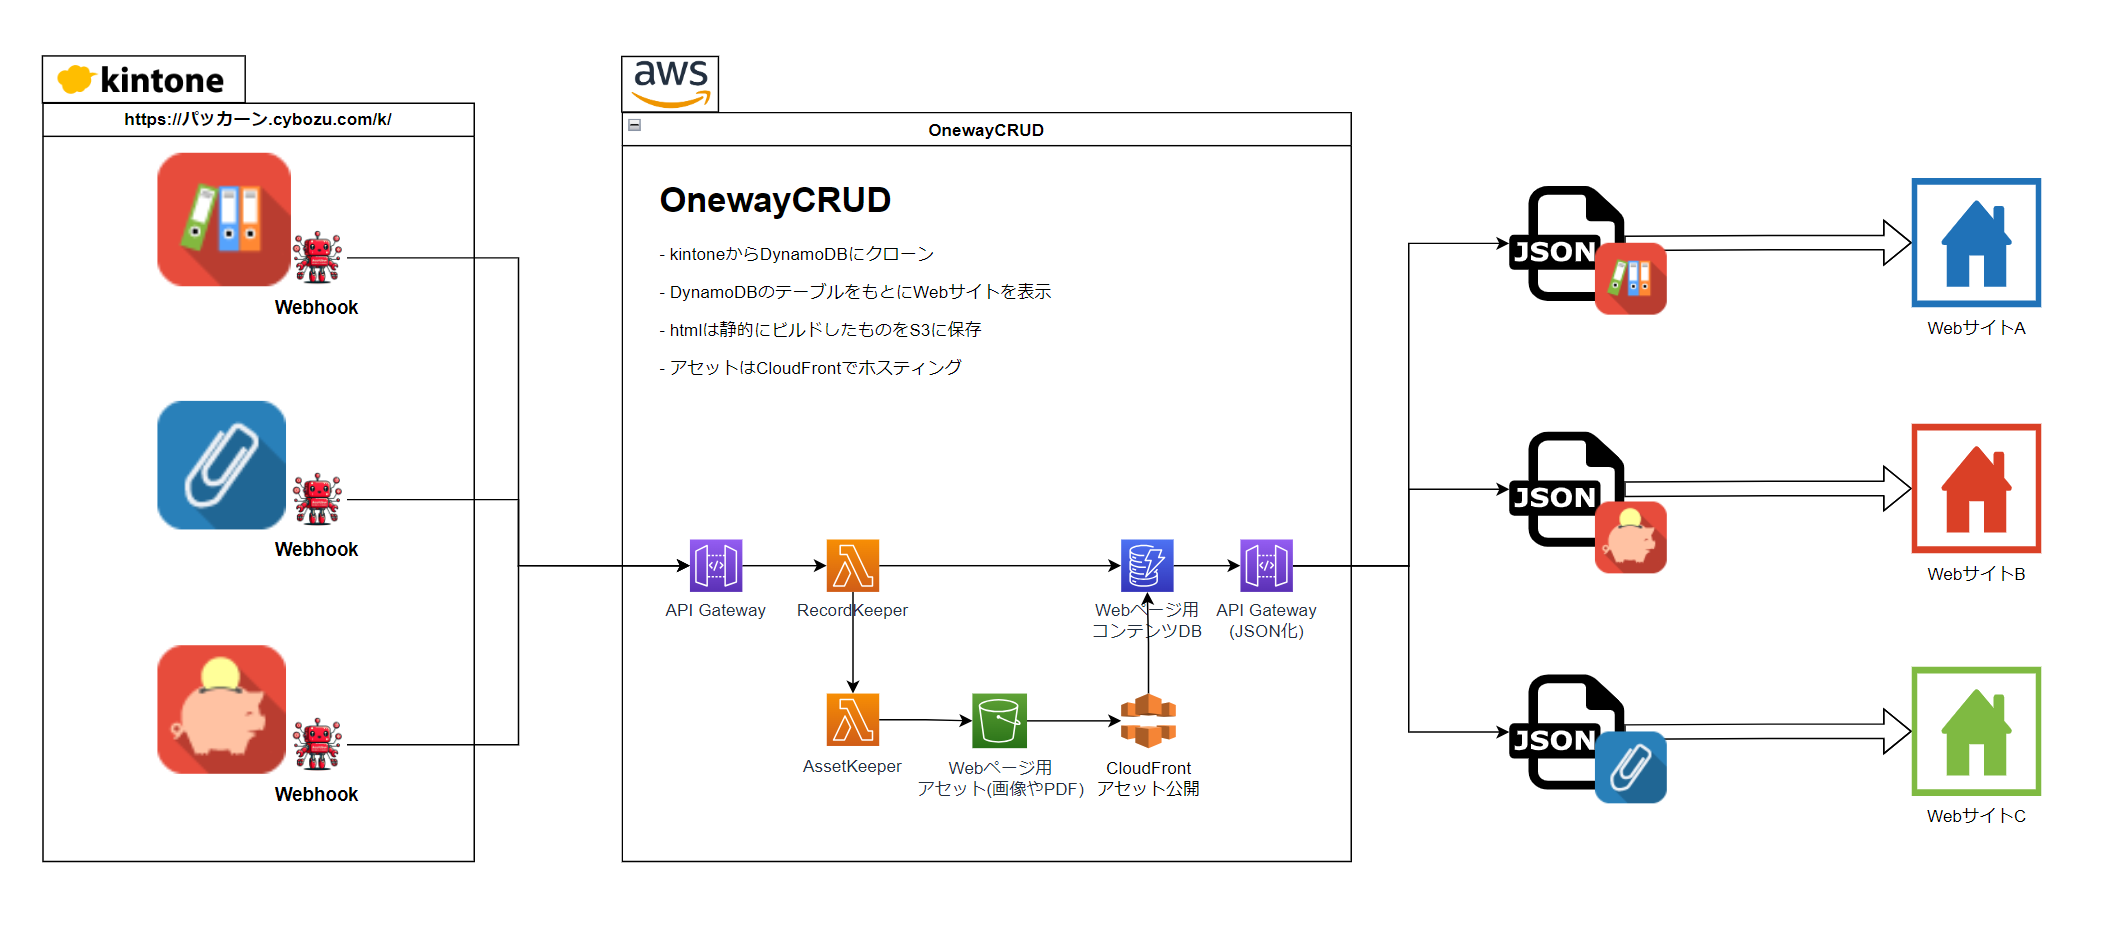 kintone
https://パッカーン.cybozu.com/k/
Webhook
Webhook
Webhook
aws
OnewayCRUD
OnewayCRUD
- kintoneからDynamoDBにクローン
- DynamoDBのテーブルをもとにWebサイトを表示
- htmlは静的にビルドしたものをS3に保存
- アセットはCloudFrontでホスティング
API Gateway
RecordKeeper
Webページ用
コンテンツDB
API Gateway
(JSON化)
AssetKeeper
Webページ用
アセット(画像やPDF)
CloudFront
アセット公開
JSON
WebサイトA
JSON
WebサイトB
JSON
WebサイトC